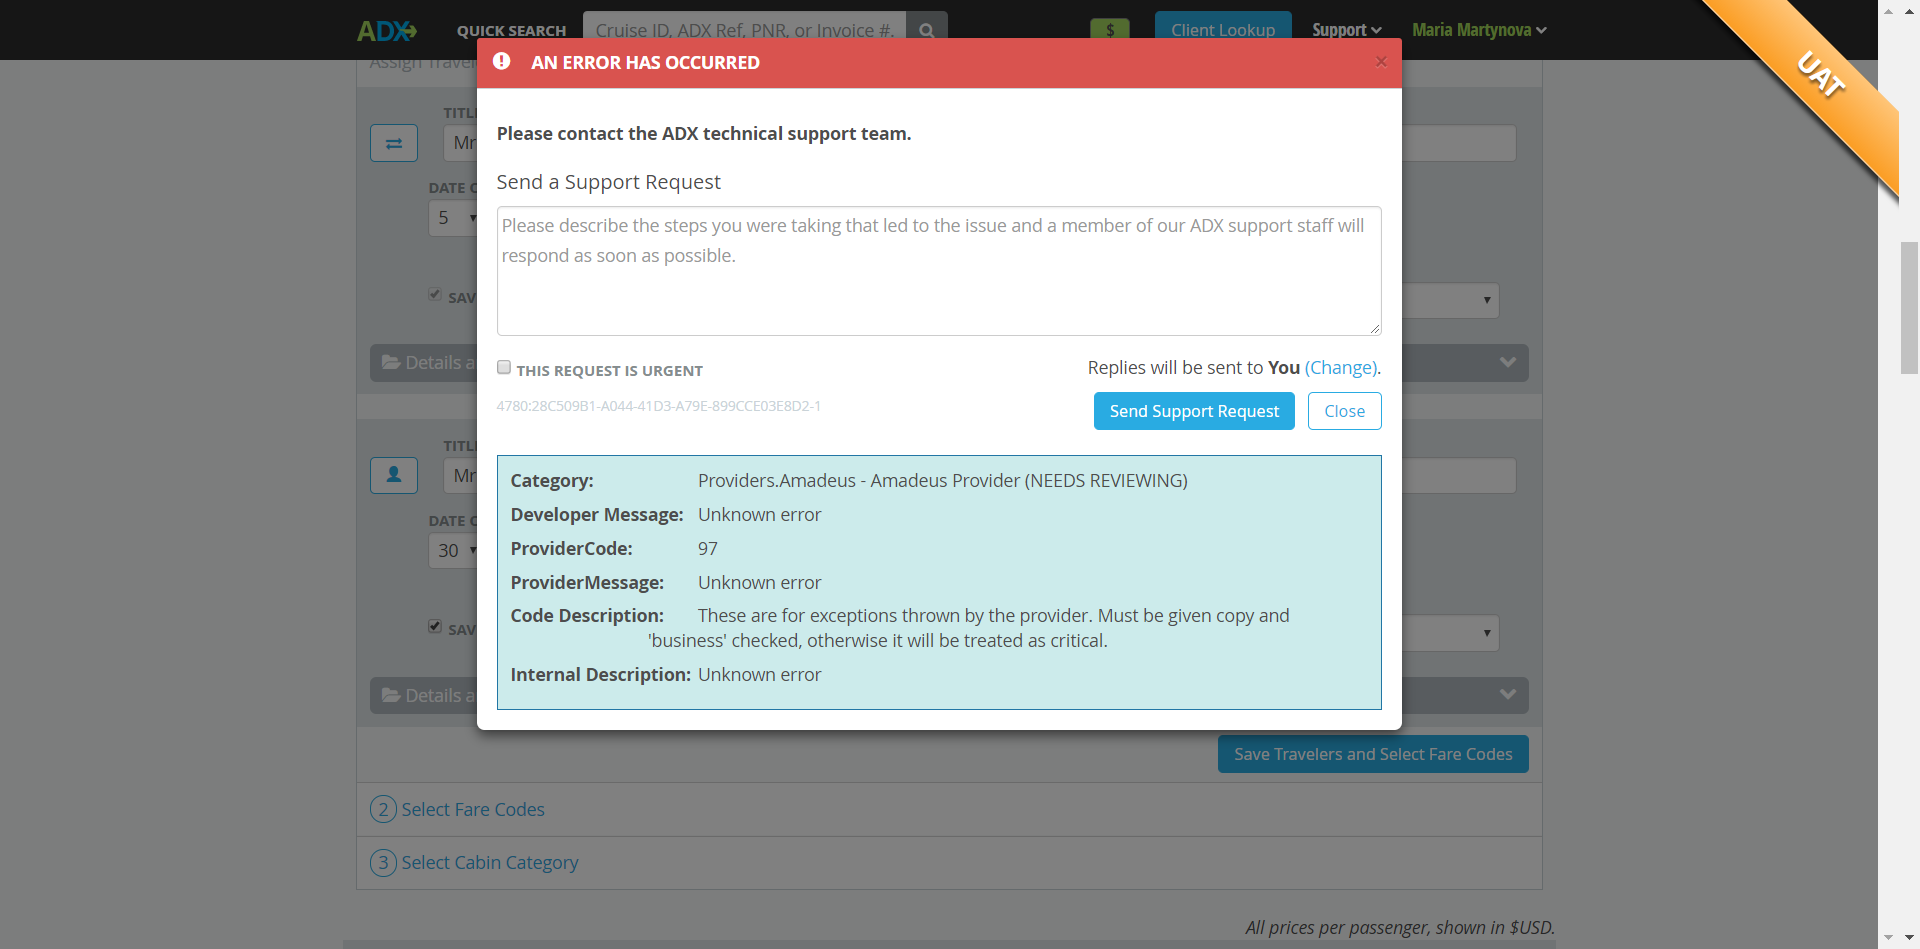 ADX
QUICK SEARCH
Cruise ID, ADX Ref, PNR, or Invoice #.
$
Client Lookup
Support
Maria Martynova
UAT
AN ERROR HAS OCCURRED
×
Please contact the ADX technical support team.
Send a Support Request
Please describe the steps you were taking that led to the issue and a member of our ADX support staff will
respond as soon as possible.
THIS REQUEST IS URGENT
Replies will be sent to You (Change).
4780:28C509B1-A044-41D3-A79E-899CCE03E8D2-1
Send Support Request
Close
Category: Providers.Amadeus - Amadeus Provider (NEEDS REVIEWING)
Developer Message: Unknown error
ProviderCode: 97
ProviderMessage: Unknown error
Code Description: These are for exceptions thrown by the provider. Must be given copy and
'business' checked, otherwise it will be treated as critical.
Internal Description: Unknown error
Assign Travel
TITL
Mr
DATE O
5
SAV
Details a
TITL
Mr
DATE O
30
SAV
Details a
Save Travelers and Select Fare Codes
2 Select Fare Codes
3 Select Cabin Category
All prices per passenger, shown in $USD.